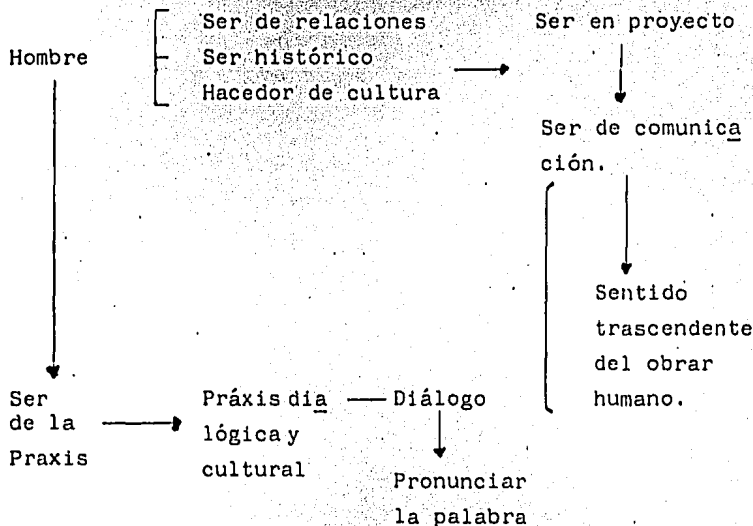 Hombre
Ser de relaciones
Ser histórico
Hacedor de cultura
Ser en proyecto
Ser de comunica
ción.
Sentido
trascendente
del obrar
humano.
Ser
de la
Praxis
Práxis dia
lógica y
cultural
Diálogo
Pronunciar
la palabra